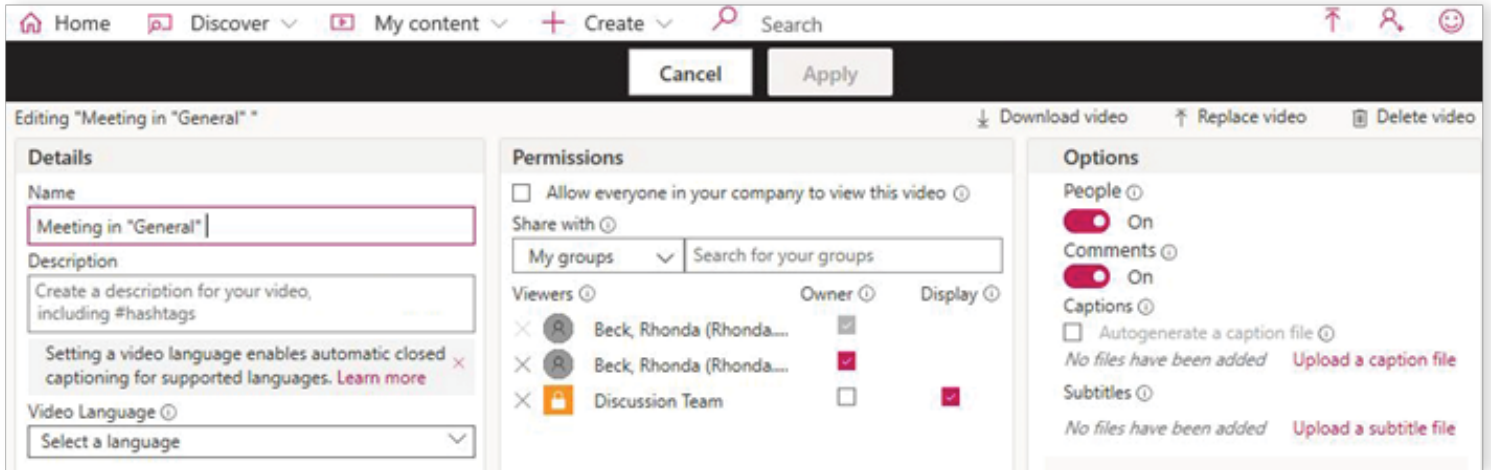 Home Discover My content Create Search
Cancel Apply
Editing "Meeting in "General" "
Download video Replace video Delete video
Details
Name
Meeting in "General"
Description
Create a description for your video,
including #hashtags
Setting a video language enables automatic closed
captioning for supported languages. Learn more
Video Language
Select a language
Permissions
Allow everyone in your company to view this video
Share with
My groups Search for your groups
Viewers Owner Display
Beck, Rhonda (Rhonda....
Beck, Rhonda (Rhonda....
Discussion Team
Options
People
On
Comments
On
Captions
Autogenerate a caption file
No files have been added Upload a caption file
Subtitles
No files have been added Upload a subtitle file